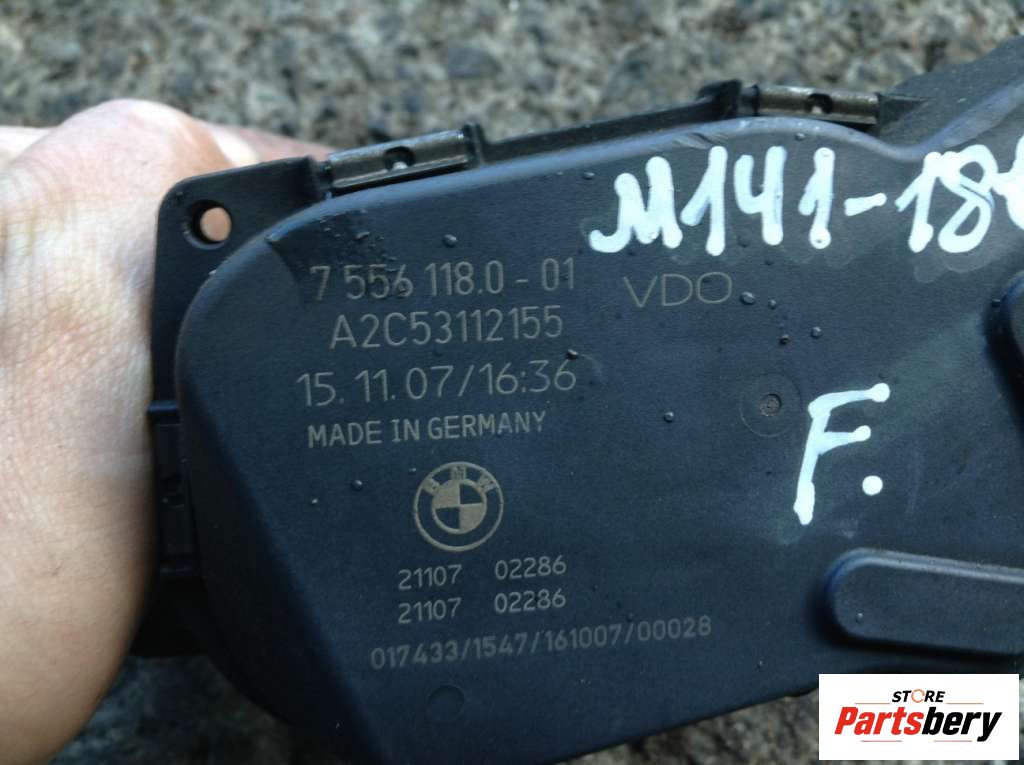 M141-18
7 556 118.0 - 01
VDO
A2C53112155
15.11.07/16:36
MADE IN GERMANY
F.
BMW
21107 02286
21107 02286
017433/1547/161007/00028
STORE
Partsbery